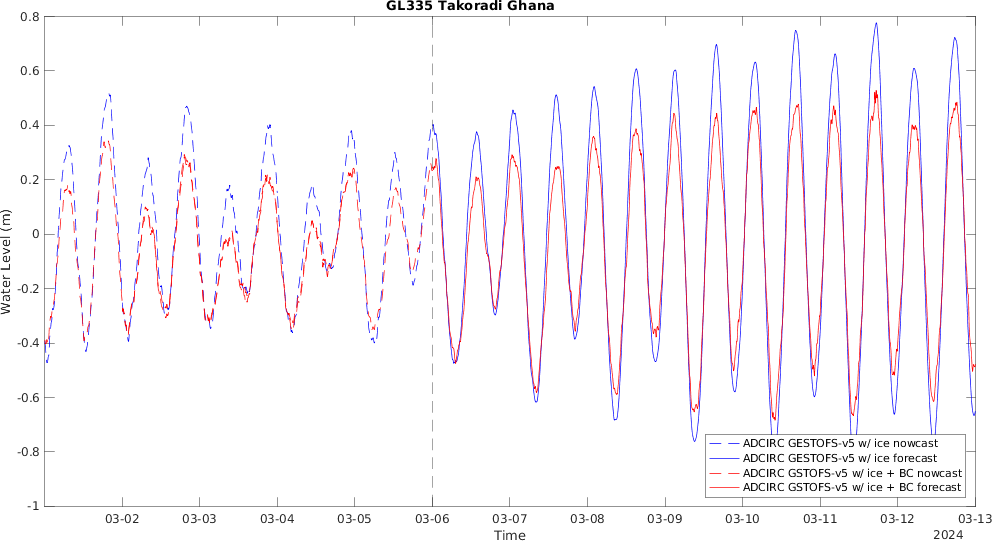 GL335 Takoradi Ghana
0.8
0.6
0.4
0.2
0
-0.2
-0.4
-0.6
-0.8
-1
Water Level (m)
ADCIRC GESTOFS-v5 w/ ice nowcast
ADCIRC GESTOFS-v5 w/ ice forecast
ADCIRC GSTOFS-v5 w/ ice + BC nowcast
ADCIRC GSTOFS-v5 w/ ice + BC forecast
03-02 03-03 03-04 03-05 03-06 03-07 03-08 03-09 03-10 03-11 03-12 03-13
Time
2024